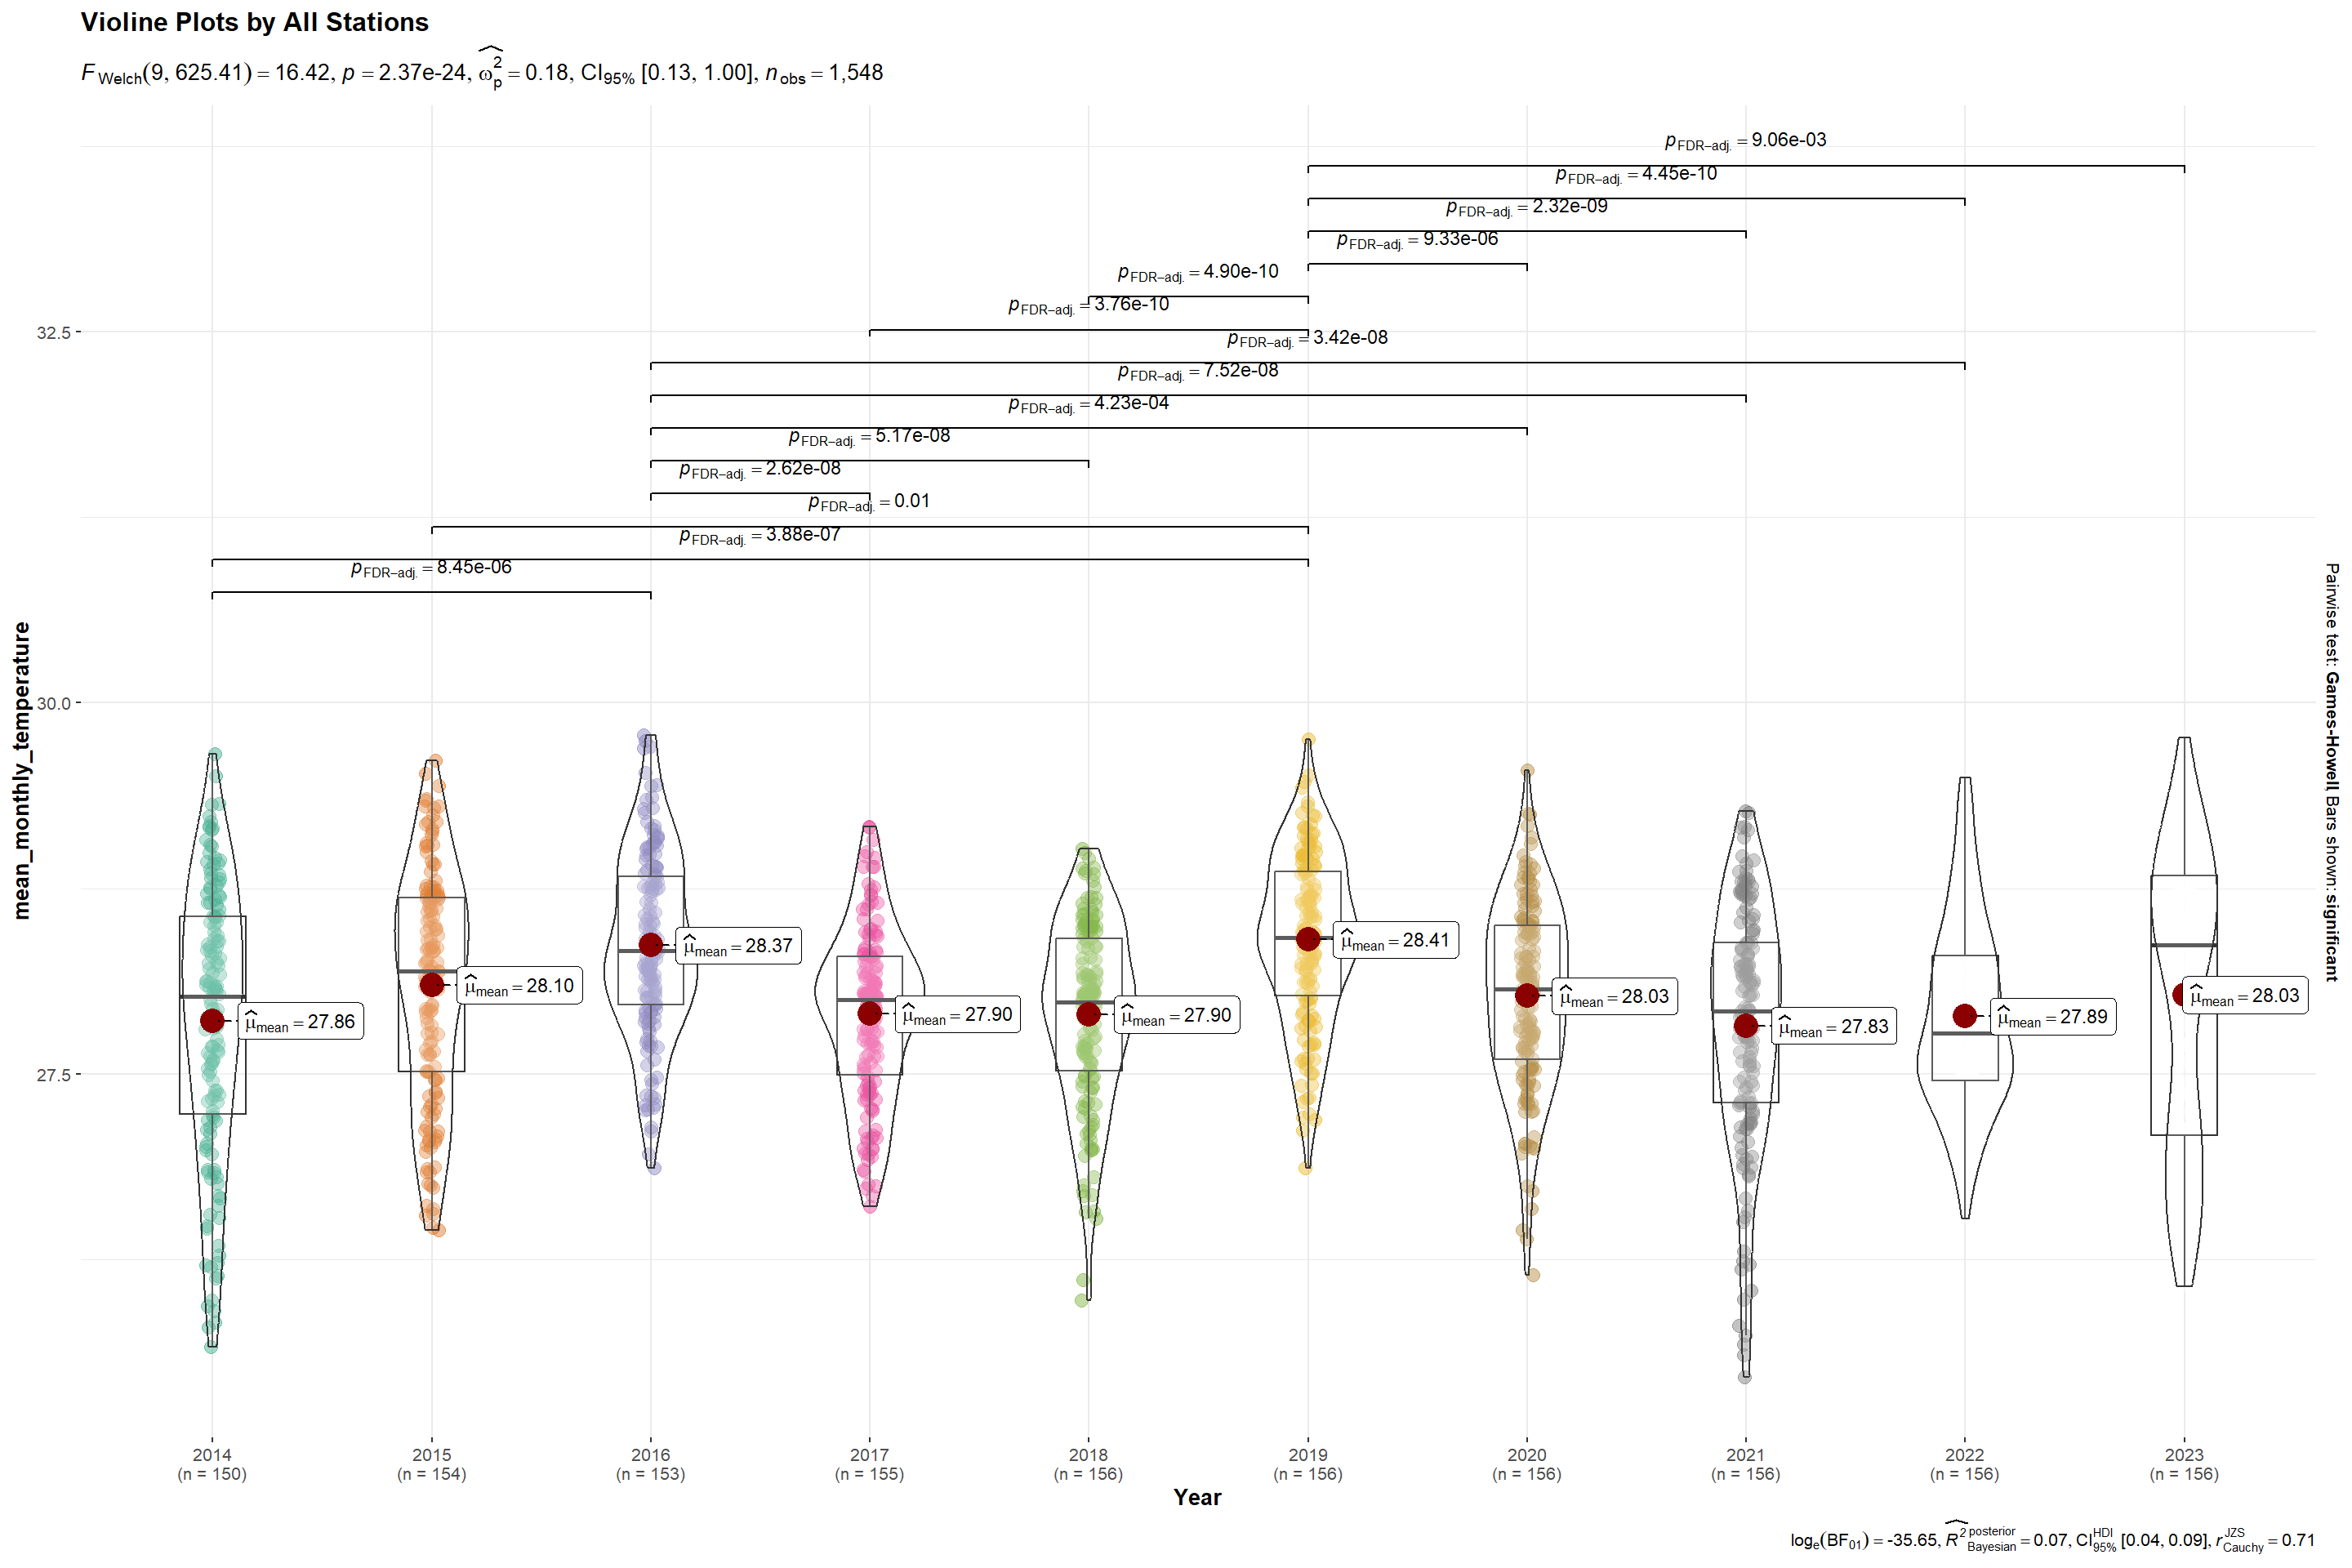 Violine Plots by All Stations
F Welch(9, 625.41) = 16.42, p = 2.37e-24, ω̂²p = 0.18, CI95% [0.13, 1.00], nobs = 1,548
pFDR–adj. = 9.06e-03
pFDR–adj. = 4.45e-10
pFDR–adj. = 2.32e-09
pFDR–adj. = 9.33e-06
pFDR–adj. = 4.90e-10
pFDR–adj. = 3.76e-10
pFDR–adj. = 3.42e-08
pFDR–adj. = 7.52e-08
pFDR–adj. = 4.23e-04
pFDR–adj. = 5.17e-08
pFDR–adj. = 2.62e-08
pFDR–adj. = 0.01
pFDR–adj. = 3.88e-07
pFDR–adj. = 8.45e-06
32.5
30.0
27.5
mean_monthly_temperature
Pairwise test: Games-Howell, Bars shown: significant
μ̂mean = 27.86
μ̂mean = 28.10
μ̂mean = 28.37
μ̂mean = 27.90
μ̂mean = 27.90
μ̂mean = 28.41
μ̂mean = 28.03
μ̂mean = 27.83
μ̂mean = 27.89
μ̂mean = 28.03
2014
(n = 150)
2015
(n = 154)
2016
(n = 153)
2017
(n = 155)
2018
(n = 156)
2019
(n = 156)
2020
(n = 156)
2021
(n = 156)
2022
(n = 156)
2023
(n = 156)
Year
loge(BF01) = -35.65, R̂² posterior Bayesian = 0.07, CI HDI 95% [0.04, 0.09], r JZS Cauchy = 0.71